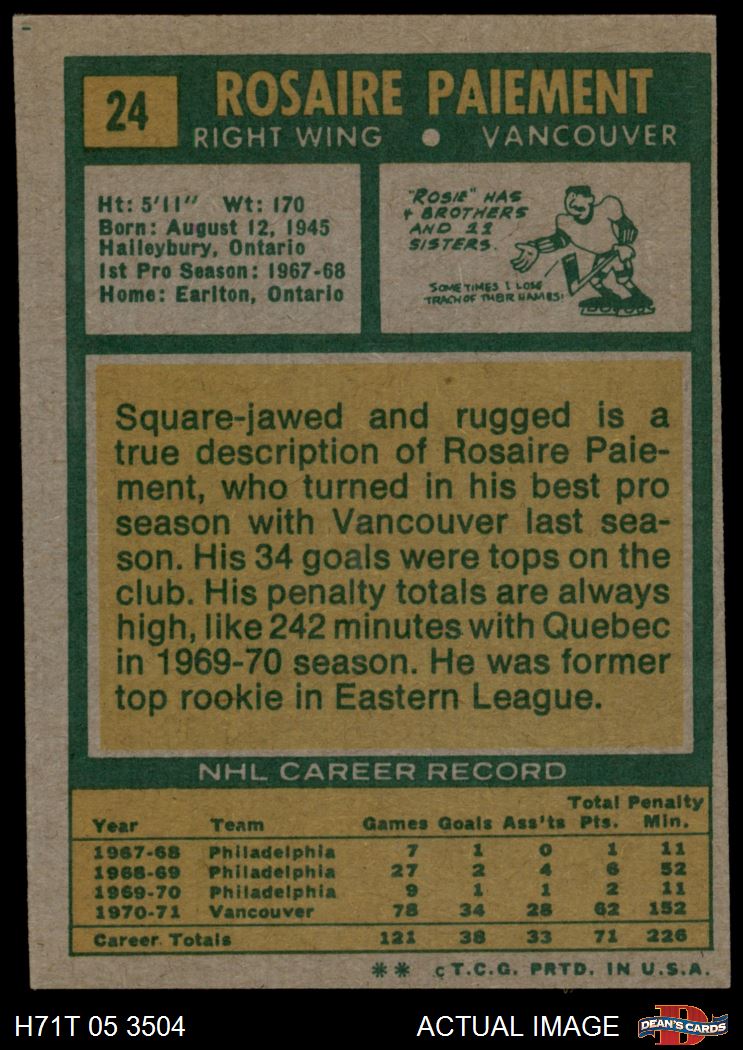 24
ROSAIRE PAIEMENT
RIGHT WING • VANCOUVER
Ht: 5'11" Wt: 170
Born: August 12, 1945
Haileybury, Ontario
1st Pro Season: 1967-68
Home: Earlton, Ontario
"ROSIE" HAS
4 BROTHERS
AND 11
SISTERS.
SOMETIMES I LOSE
TRACH OF THEIR NAMES!
Square-jawed and rugged is a
true description of Rosaire Paie-
ment, who turned in his best pro
season with Vancouver last sea-
son. His 34 goals were tops on the
club. His penalty totals are always
high, like 242 minutes with Quebec
in 1969-70 season. He was former
top rookie in Eastern League.
NHL CAREER RECORD
Year Team Games Goals Ass'ts Total Pts. Penalty Min.
1967-68 Philadelphia 7 1 0 1 11
1968-69 Philadelphia 27 2 4 6 52
1969-70 Philadelphia 9 1 1 2 11
1970-71 Vancouver 78 34 28 62 152
Career Totals 121 38 33 71 226
** c T.C.G. PRTD. IN U.S.A.
H71T 05 3504 ACTUAL IMAGE
D
DEAN'S CARDS